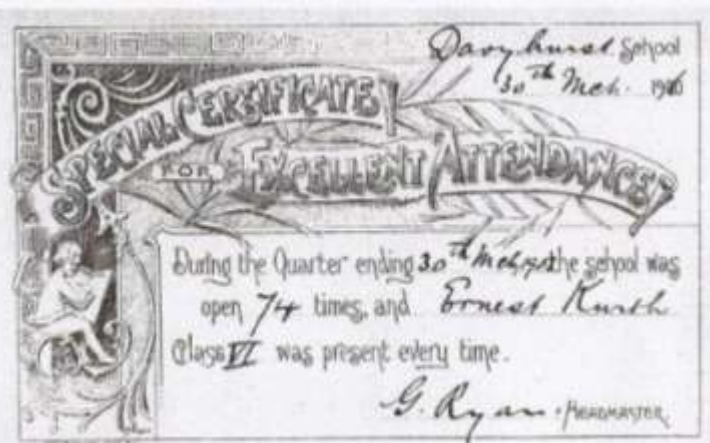 Davyhurst School
30th Mch. 1906
SPECIAL CERTIFICATE
FOR EXCELLENT ATTENDANCE
During the Quarter ending 30th Mch, the school was
open 74 times, and Ernest Kurth
Class VI was present every time.
G. Ryan. HEADMASTER.